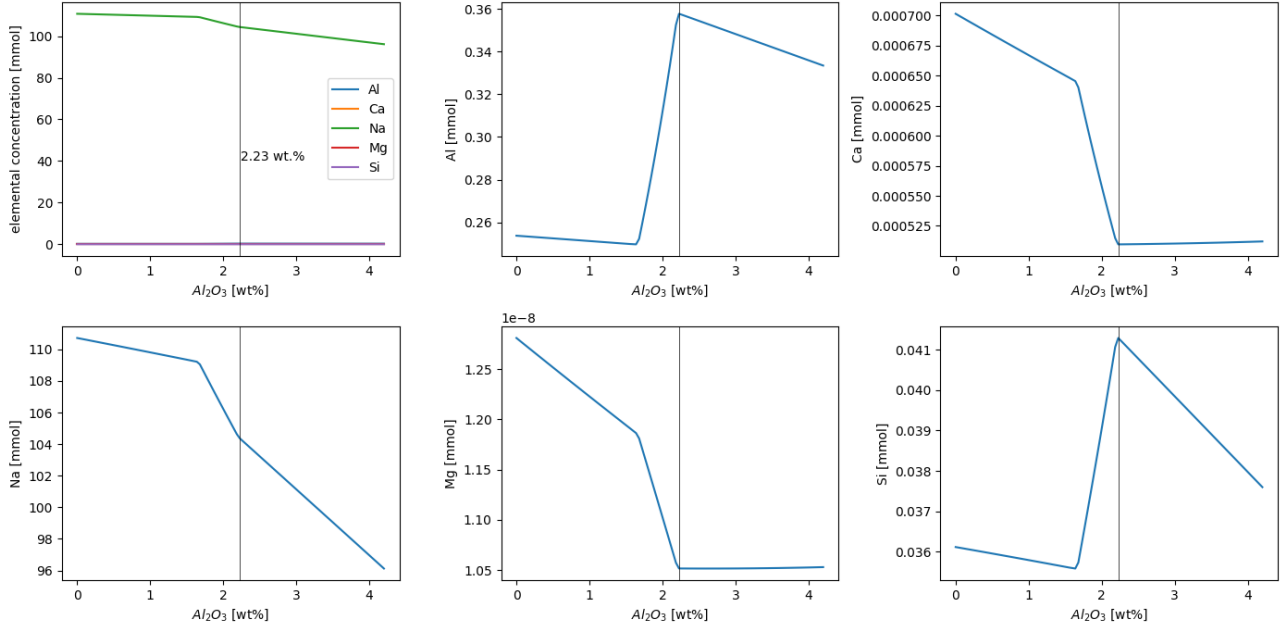 elemental concentration [mmol]
100
80
60
40
20
0
Al
Ca
Na
Mg
Si
2.23 wt.%
0 1 2 3 4
Al₂O₃ [wt%]
Al [mmol]
0.36
0.34
0.32
0.30
0.28
0.26
0 1 2 3 4
Al₂O₃ [wt%]
Ca [mmol]
0.000700
0.000675
0.000650
0.000625
0.000600
0.000575
0.000550
0.000525
0 1 2 3 4
Al₂O₃ [wt%]
Na [mmol]
110
108
106
104
102
100
98
96
0 1 2 3 4
Al₂O₃ [wt%]
1e−8
Mg [mmol]
1.25
1.20
1.15
1.10
1.05
0 1 2 3 4
Al₂O₃ [wt%]
Si [mmol]
0.041
0.040
0.039
0.038
0.037
0.036
0 1 2 3 4
Al₂O₃ [wt%]